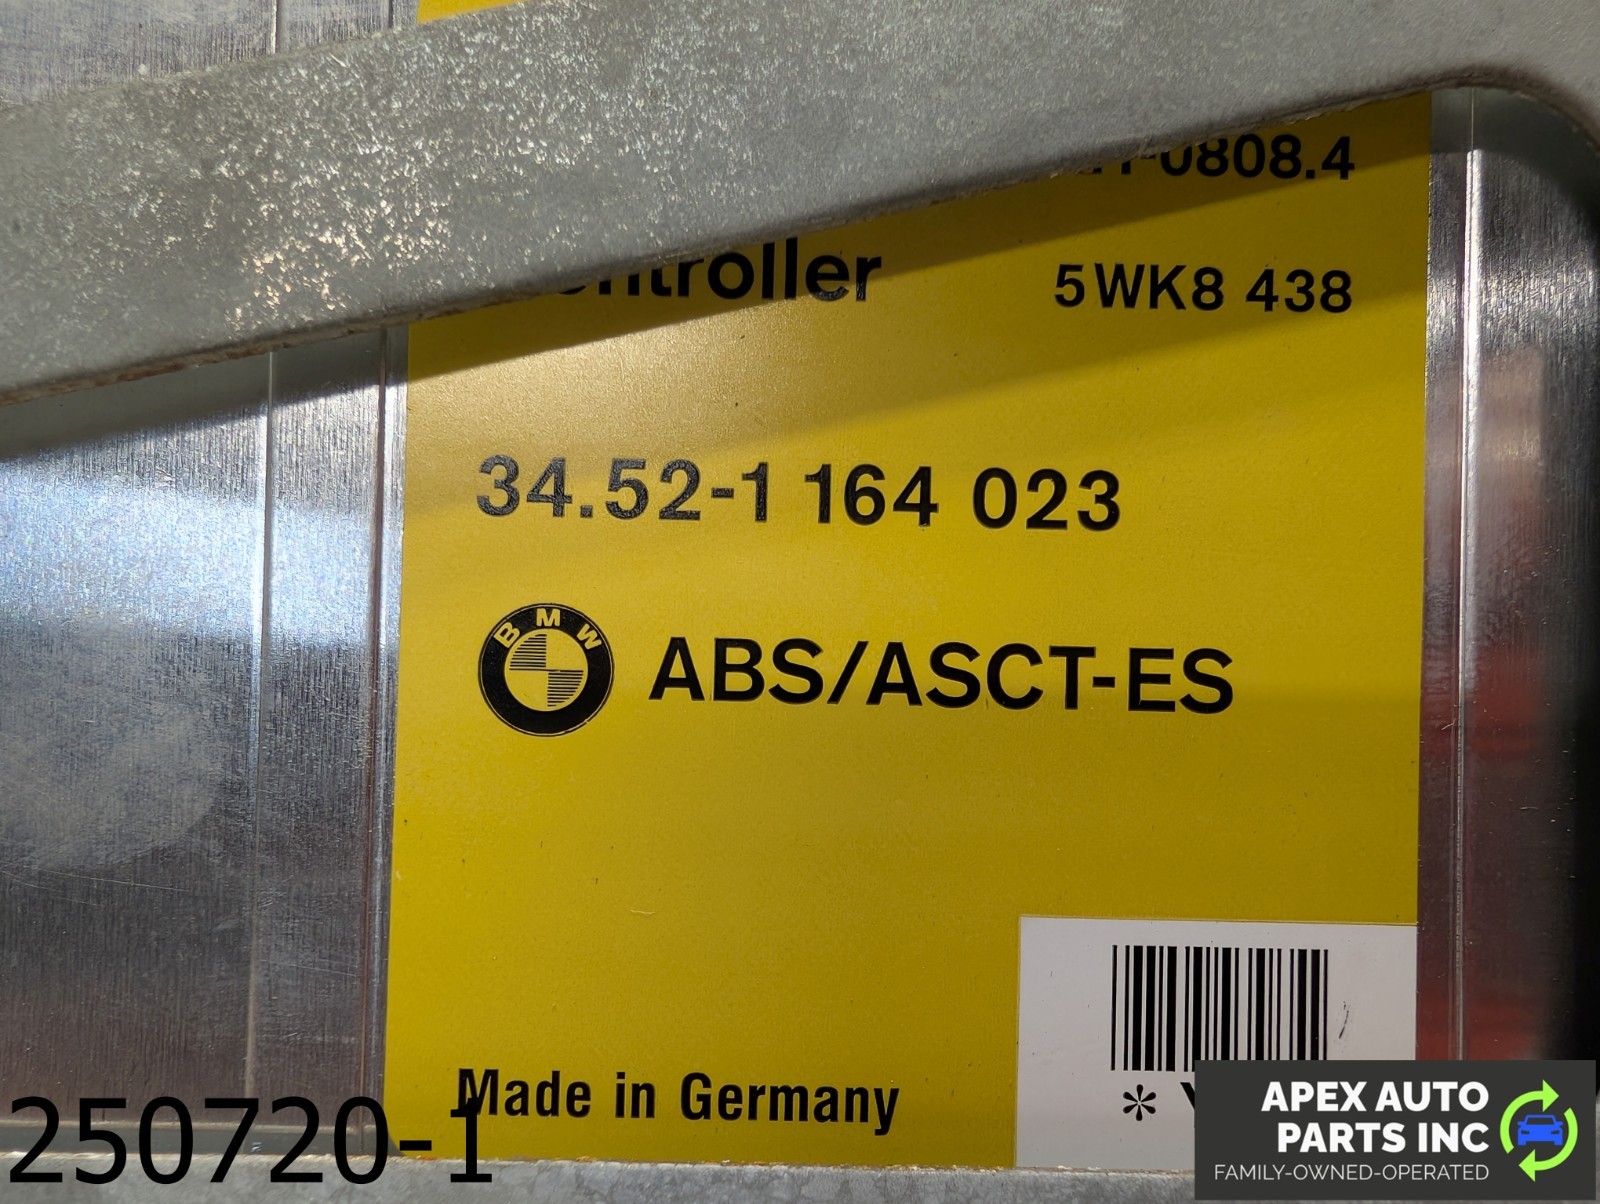 -0808.4
ontroller
5WK8 438
34.52-1 164 023
BMW
ABS/ASCT-ES
Made in Germany
*
250720-1
APEX AUTO
PARTS INC
FAMILY-OWNED-OPERATED